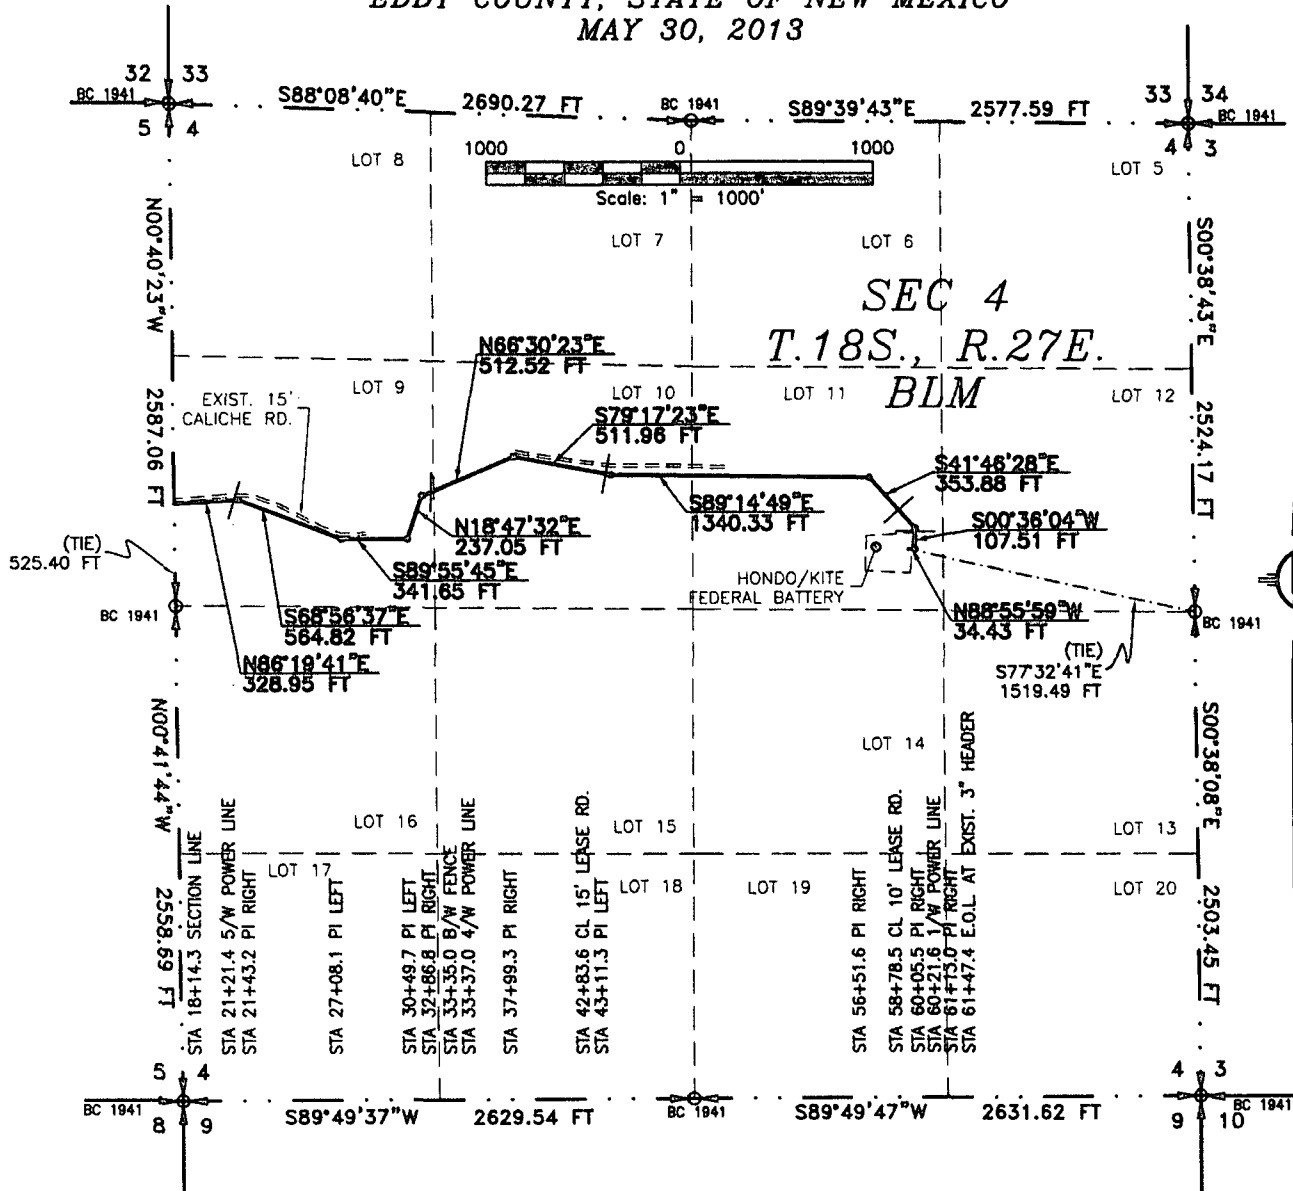 EDDY COUNTY, STATE OF NEW MEXICO
MAY 30, 2013
32 33
BC 1941
5 4
S88°08'40"E 2690.27 FT
BC 1941
S89°39'43"E 2577.59 FT
33 34
BC 1941
4 3
1000 0 1000
Scale: 1" = 1000'
LOT 8
LOT 5
LOT 7
LOT 6
N00°40'23"W
2587.06 FT
S00°38'43"E
2524.17 FT
SEC 4
T.18S., R.27E.
BLM
LOT 9
LOT 10
LOT 11
LOT 12
EXIST. 15'
CALICHE RD.
N66°30'23"E
512.52 FT
S79°17'23"E
511.96 FT
S41°46'28"E
353.88 FT
S89°14'49"E
1340.33 FT
S00°36'04"W
107.51 FT
N18°47'32"E
237.05 FT
(TIE)
525.40 FT
S89°55'45"E
341.65 FT
HONDO/KITE
FEDERAL BATTERY
N88°55'59"W
34.43 FT
BC 1941
S68°56'37"E
564.82 FT
BC 1941
N86°19'41"E
328.95 FT
(TIE)
S77°32'41"E
1519.49 FT
N00°41'44"W
2558.69 FT
S00°38'08"E
2503.45 FT
LOT 14
LOT 16
LOT 15
LOT 13
LOT 17
LOT 18
LOT 19
LOT 20
STA 18+14.3 SECTION LINE
STA 21+21.4 5/W POWER LINE
STA 21+43.2 PI RIGHT
STA 27+08.1 PI LEFT
STA 30+49.7 PI LEFT
STA 32+86.8 PI RIGHT
STA 33+35.0 B/W FENCE
STA 33+37.0 4/W POWER LINE
STA 37+99.3 PI RIGHT
STA 42+83.6 CL 15' LEASE RD.
STA 43+11.3 PI LEFT
STA 56+51.6 PI RIGHT
STA 58+78.5 CL 10' LEASE RD.
STA 60+05.5 PI RIGHT
STA 60+21.6 1/W POWER LINE
STA 61+13.0 PI RIGHT
STA 61+47.4 E.O.L. AT EXIST. 3" HEADER
5 4
BC 1941
8 9
S89°49'37"W 2629.54 FT
BC 1941
S89°49'47"W 2631.62 FT
4 3
BC 1941
9 10